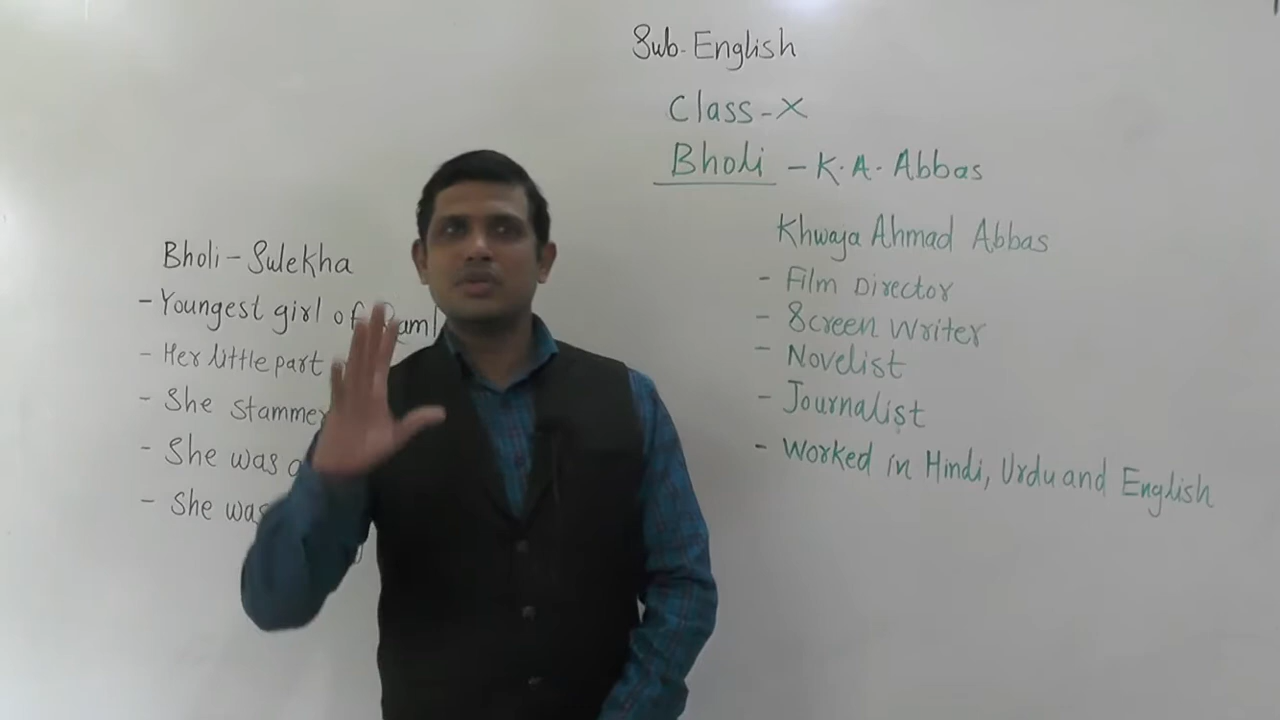 Sub-English
Class-X
Bholi - K.A. Abbas
Khwaja Ahmad Abbas
- Film Director
- Screen Writer
- Novelist
- Journalist
- Worked in Hindi, Urdu and English
Bholi-Sulekha
- Youngest girl of
- Her little part
- She stammer
- She was
- She was